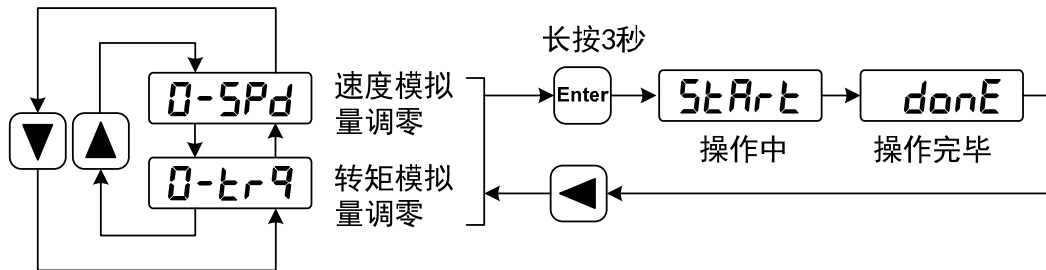 长按3秒
0-SPd
速度模拟
量调零
Enter
StArt
donE
操作中
操作完毕
0-trq
转矩模拟
量调零